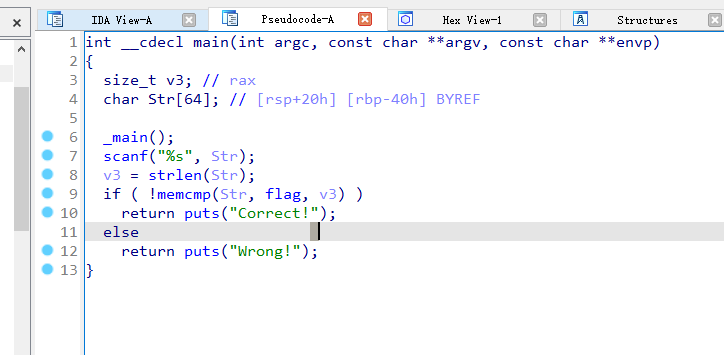 IDA View-A Pseudocode-A Hex View-1 Structures
1 int __cdecl main(int argc, const char **argv, const char **envp)
2 {
3 size_t v3; // rax
4 char Str[64]; // [rsp+20h] [rbp-40h] BYREF
5
6 _main();
7 scanf("%s", Str);
8 v3 = strlen(Str);
9 if ( !memcmp(Str, flag, v3) )
10 return puts("Correct!");
11 else
12 return puts("Wrong!");
13 }